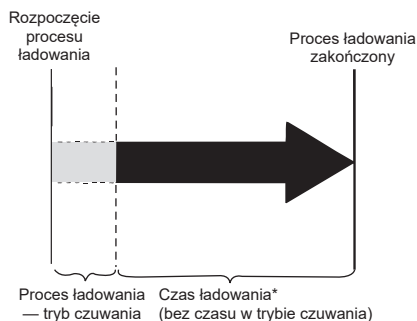 Rozpoczęcie
procesu
ładowania
Proces ładowania
zakończony
Proces ładowania
— tryb czuwania
Czas ładowania*
(bez czasu w trybie czuwania)